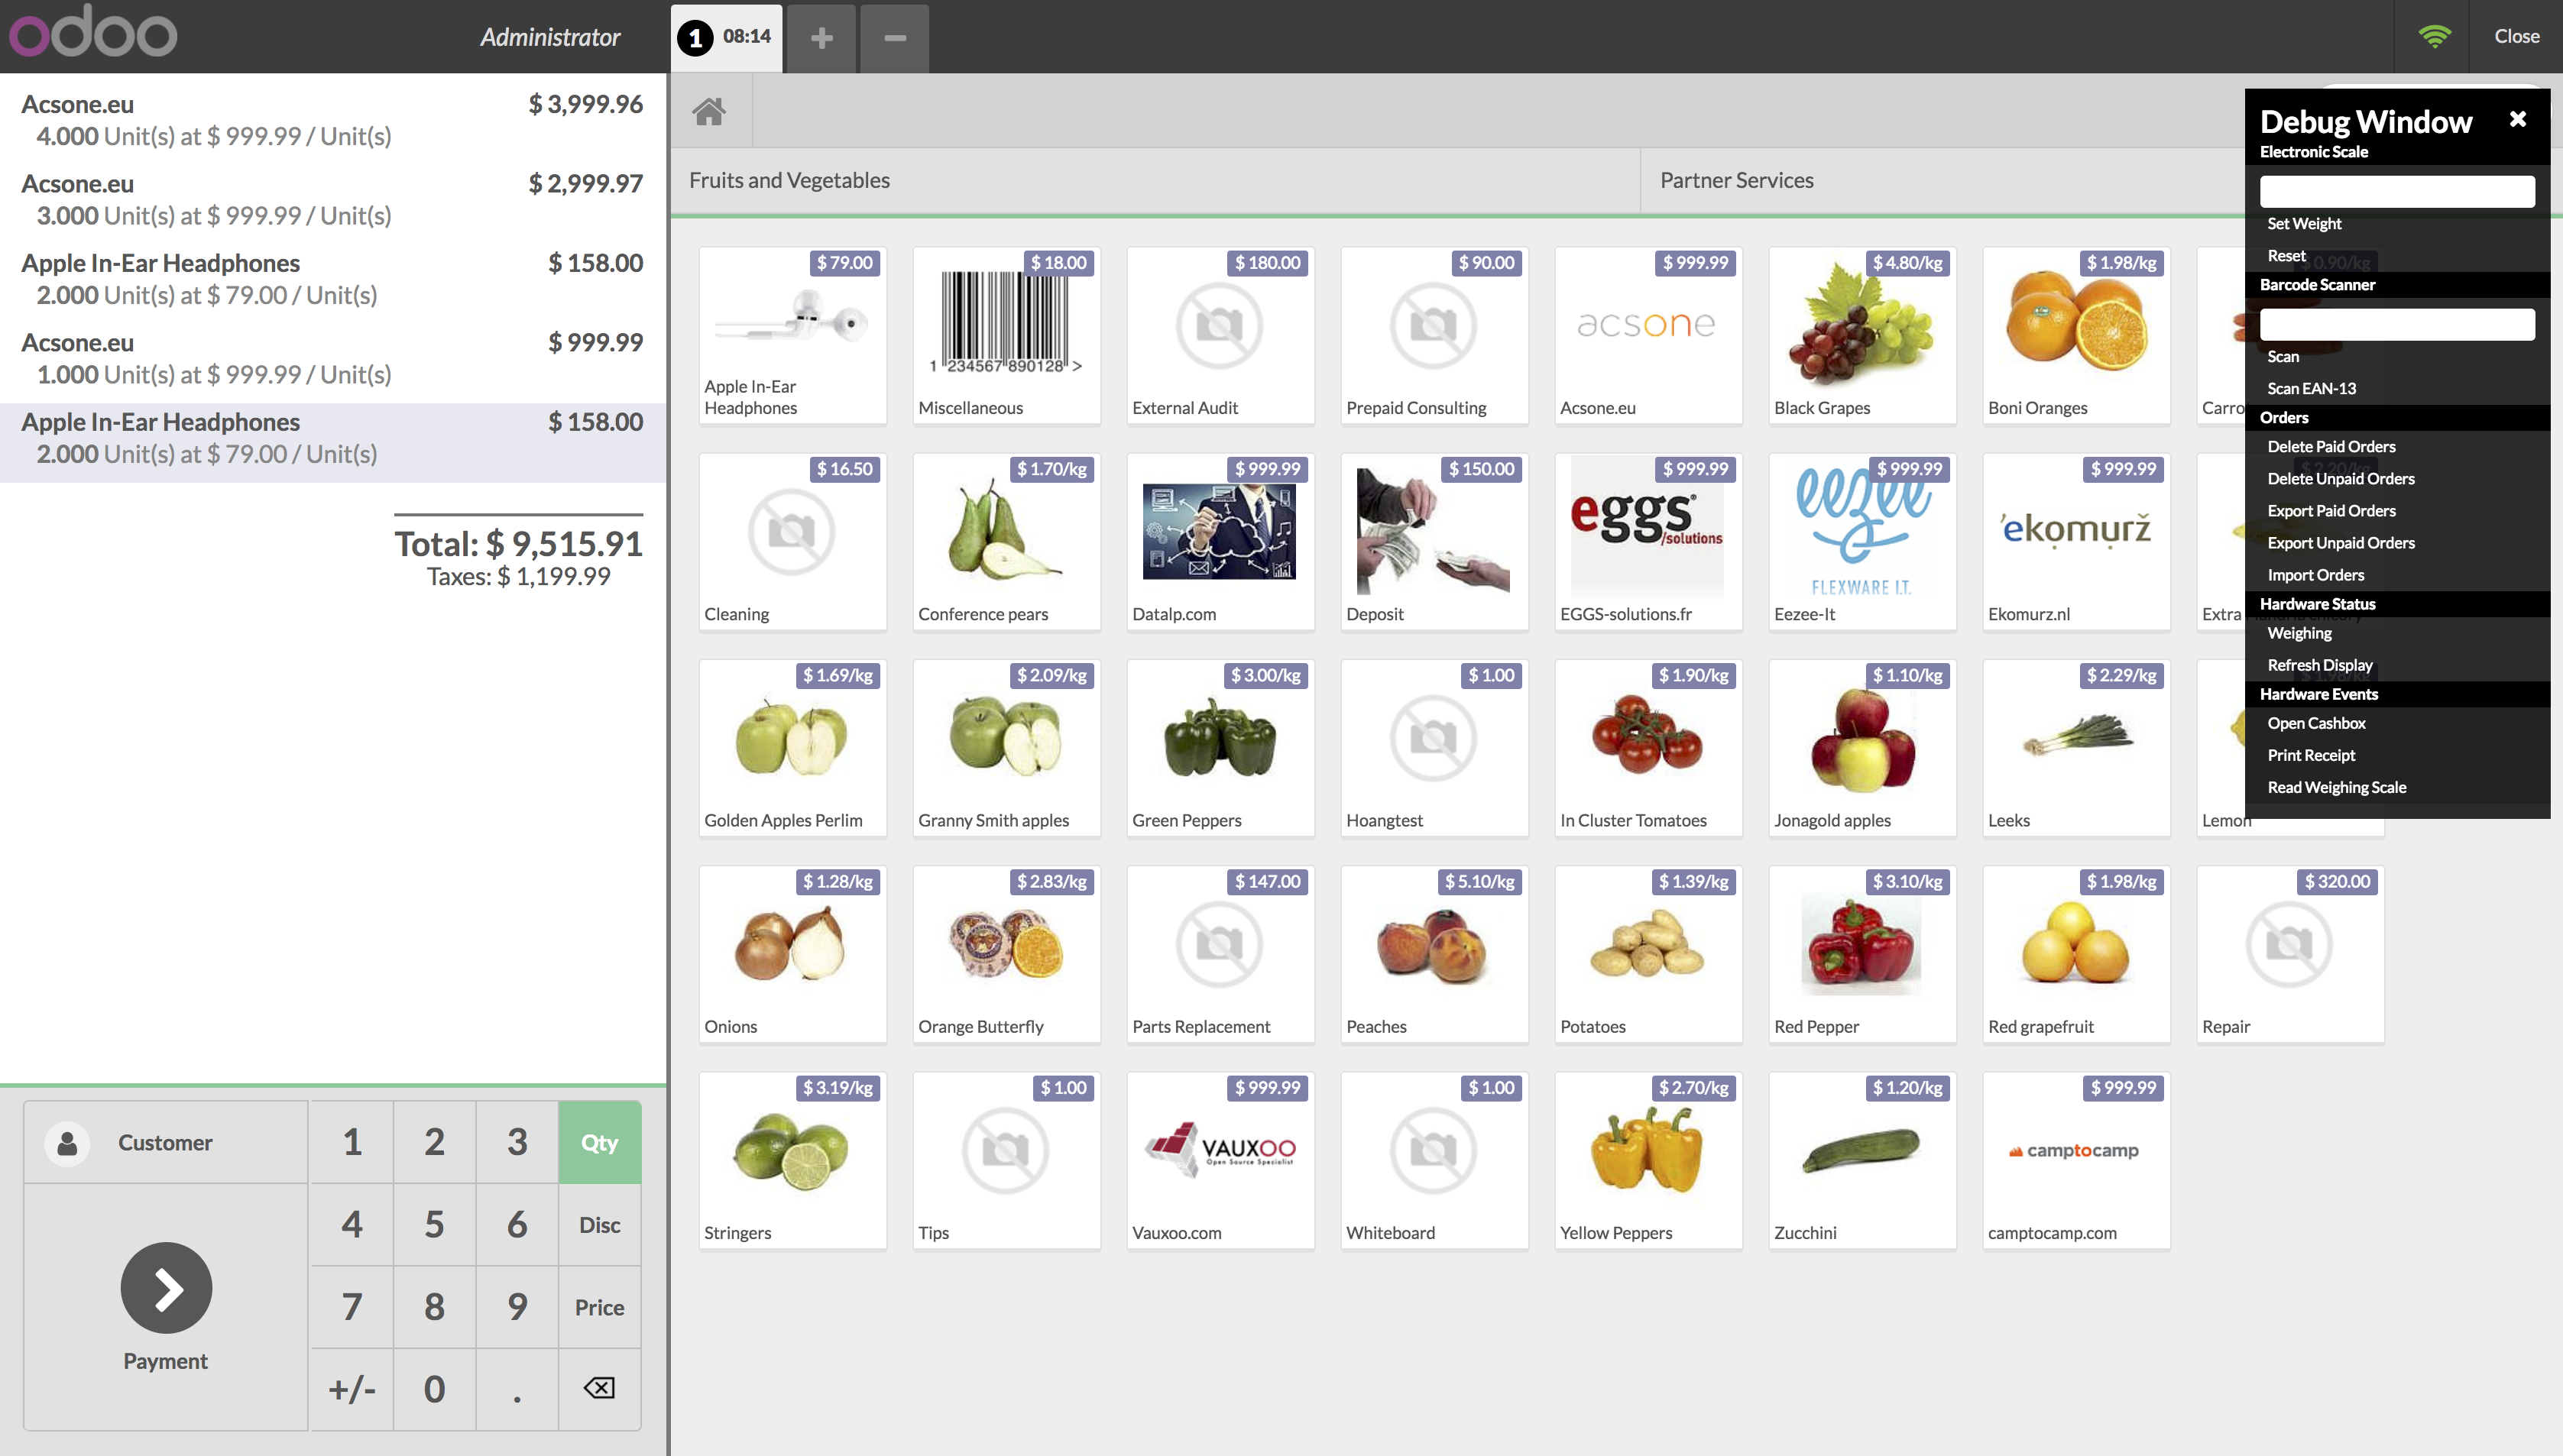 odoo
Administrator
1 08:14
Close
Acsone.eu $ 3,999.96
4.000 Unit(s) at $ 999.99 / Unit(s)
Acsone.eu $ 2,999.97
3.000 Unit(s) at $ 999.99 / Unit(s)
Apple In-Ear Headphones $ 158.00
2.000 Unit(s) at $ 79.00 / Unit(s)
Acsone.eu $ 999.99
1.000 Unit(s) at $ 999.99 / Unit(s)
Apple In-Ear Headphones $ 158.00
2.000 Unit(s) at $ 79.00 / Unit(s)
Total: $ 9,515.91
Taxes: $ 1,199.99
Customer
Payment
1 2 3 Qty
4 5 6 Disc
7 8 9 Price
+/- 0 .
Fruits and Vegetables
Partner Services
$ 79.00
Apple In-Ear
Headphones
$ 18.00
1 234567 890128 >
Miscellaneous
$ 180.00
External Audit
$ 90.00
Prepaid Consulting
$ 999.99
acsone
Acsone.eu
$ 4.80/kg
Black Grapes
$ 1.98/kg
Boni Oranges
$ 0.90/kg
Carro
$ 16.50
Cleaning
$ 1.70/kg
Conference pears
$ 999.99
Datalp.com
$ 150.00
Deposit
$ 999.99
eggs
/solutions
EGGS-solutions.fr
$ 999.99
eezee
FLEXWARE I.T.
Eezee-It
$ 999.99
'ekomurž
Ekomurz.nl
$ 2.20/kg
Extra
$ 1.69/kg
Golden Apples Perlim
$ 2.09/kg
Granny Smith apples
$ 3.00/kg
Green Peppers
$ 1.00
Hoangtest
$ 1.90/kg
In Cluster Tomatoes
$ 1.10/kg
Jonagold apples
$ 2.29/kg
Leeks
$ 1.98/kg
Lemon
$ 1.28/kg
Onions
$ 2.83/kg
Orange Butterfly
$ 147.00
Parts Replacement
$ 5.10/kg
Peaches
$ 1.39/kg
Potatoes
$ 3.10/kg
Red Pepper
$ 1.98/kg
Red grapefruit
$ 320.00
Repair
$ 3.19/kg
Stringers
$ 1.00
Tips
$ 999.99
VAUXOO
Open Source Specialist
Vauxoo.com
$ 1.00
Whiteboard
$ 2.70/kg
Yellow Peppers
$ 1.20/kg
Zucchini
$ 999.99
camptocamp
camptocamp.com
Debug Window
Electronic Scale
Set Weight
Reset
Barcode Scanner
Scan
Scan EAN-13
Orders
Delete Paid Orders
Delete Unpaid Orders
Export Paid Orders
Export Unpaid Orders
Import Orders
Hardware Status
Weighing
Refresh Display
Hardware Events
Open Cashbox
Print Receipt
Read Weighing Scale